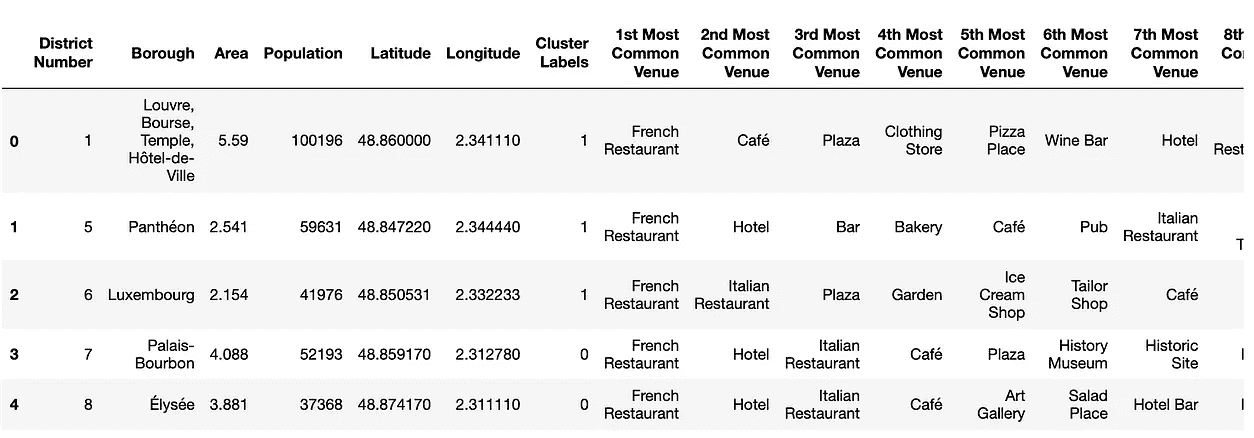 District Number Borough Area Population Latitude Longitude Cluster Labels 1st Most Common Venue 2nd Most Common Venue 3rd Most Common Venue 4th Most Common Venue 5th Most Common Venue 6th Most Common Venue 7th Most Common Venue 8th
0 1 Louvre, Bourse, Temple, Hôtel-de-Ville 5.59 100196 48.860000 2.341110 1 French Restaurant Café Plaza Clothing Store Pizza Place Wine Bar Hotel
1 5 Panthéon 2.541 59631 48.847220 2.344440 1 French Restaurant Hotel Bar Bakery Café Pub Italian Restaurant
2 6 Luxembourg 2.154 41976 48.850531 2.332233 1 French Restaurant Italian Restaurant Plaza Garden Ice Cream Shop Tailor Shop Café
3 7 Palais-Bourbon 4.088 52193 48.859170 2.312780 0 French Restaurant Hotel Italian Restaurant Café Plaza History Museum Historic Site
4 8 Élysée 3.881 37368 48.874170 2.311110 0 French Restaurant Hotel Italian Restaurant Café Art Gallery Salad Place Hotel Bar